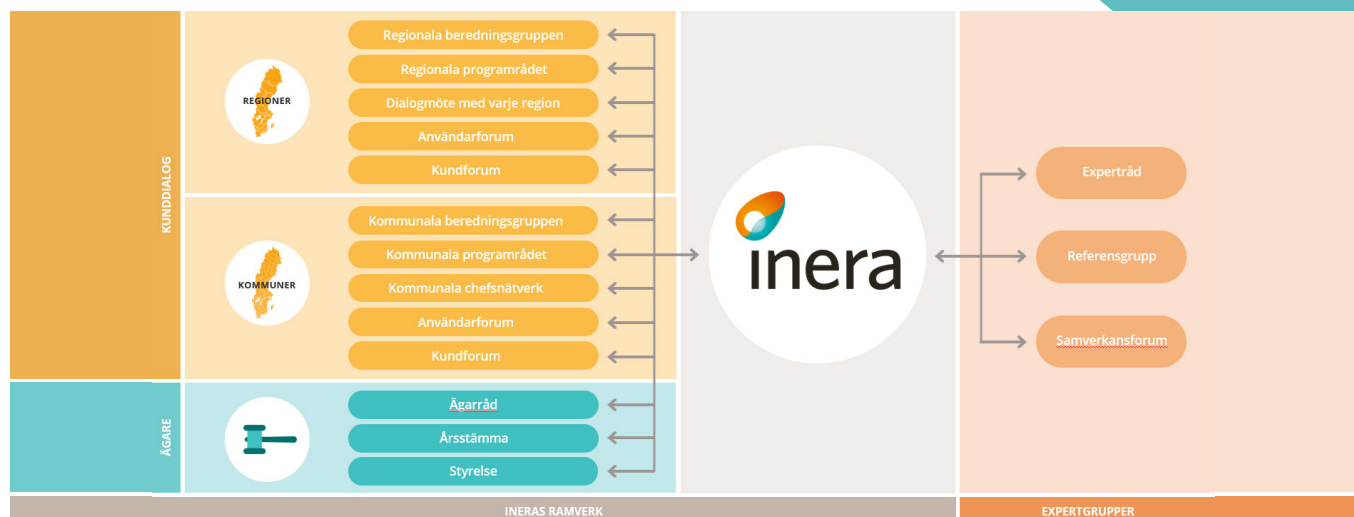 KUNDDIALOG
REGIONER
Regionala beredningsgruppen
Regionala programrådet
Dialogmöte med varje region
Användarforum
Kundforum
KOMMUNER
Kommunala beredningsgruppen
Kommunala programrådet
Kommunala chefsnätverk
Användarforum
Kundforum
ÄGARE
Ägarråd
Årsstämma
Styrelse
inera
Expertråd
Referensgrupp
Samverkansforum
INERAS RAMVERK
EXPERTGRUPPER